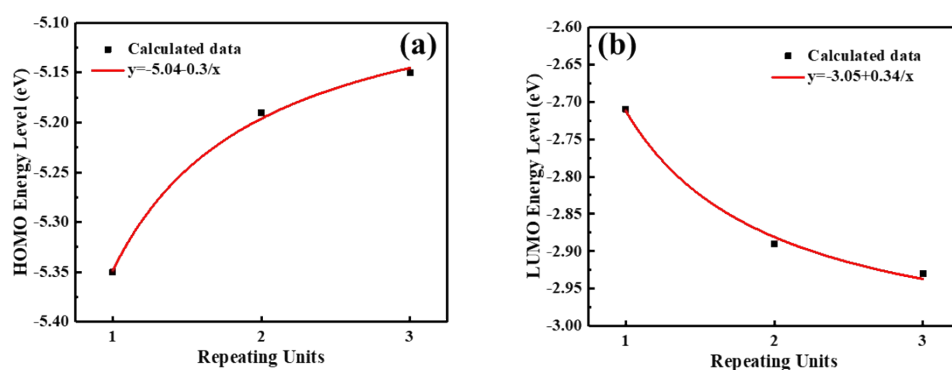 (a)
Calculated data
y=-5.04-0.3/x
HOMO Energy Level (eV)
-5.10
-5.15
-5.20
-5.25
-5.30
-5.35
-5.40
1 2 3
Repeating Units
(b)
Calculated data
y=-3.05+0.34/x
LUMO Energy Level (eV)
-2.60
-2.65
-2.70
-2.75
-2.80
-2.85
-2.90
-2.95
-3.00
1 2 3
Repeating Units